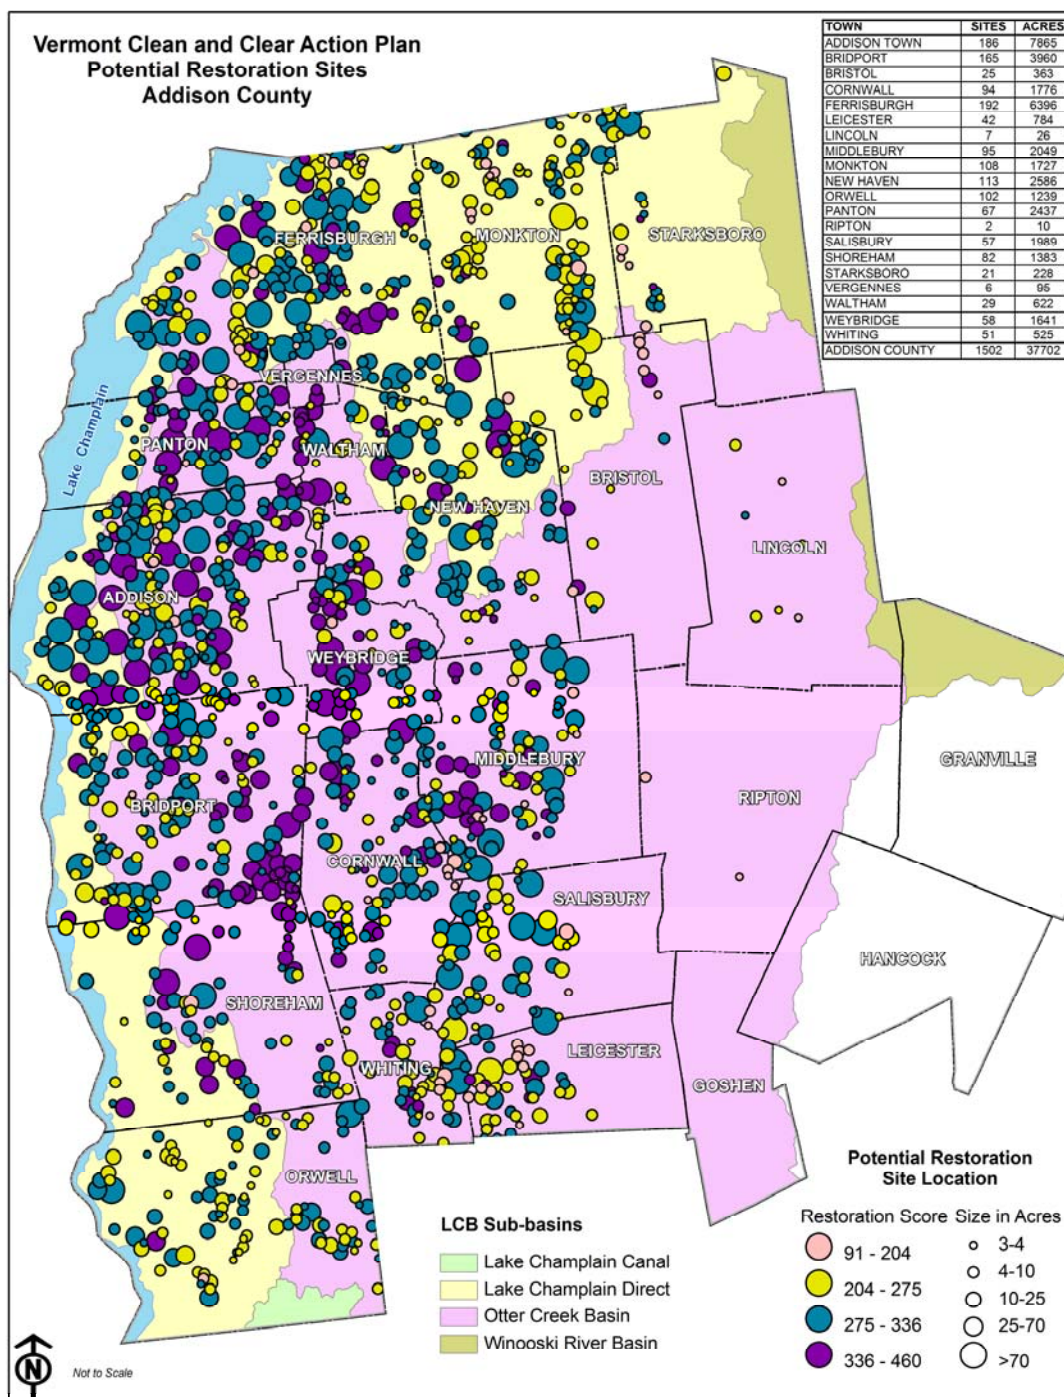 Vermont Clean and Clear Action Plan
Potential Restoration Sites
Addison County
TOWN SITES ACRES
ADDISON TOWN 186 7865
BRIDPORT 165 3960
BRISTOL 25 363
CORNWALL 94 1776
FERRISBURGH 192 6396
LEICESTER 42 784
LINCOLN 7 26
MIDDLEBURY 95 2049
MONKTON 108 1727
NEW HAVEN 113 2586
ORWELL 102 1239
PANTON 67 2437
RIPTON 2 10
SALISBURY 57 1989
SHOREHAM 82 1383
STARKSBORO 21 228
VERGENNES 6 95
WALTHAM 29 622
WEYBRIDGE 58 1641
WHITING 51 525
ADDISON COUNTY 1502 37702
FERRISBURGH
MONKTON
STARKSBORO
VERGENNES
Lake Champlain
PANTON
WALTHAM
BRISTOL
NEW HAVEN
LINCOLN
ADDISON
WEYBRIDGE
MIDDLEBURY
GRANVILLE
RIPTON
BRIDPORT
CORNWALL
SALISBURY
HANCOCK
SHOREHAM
LEICESTER
WHITING
GOSHEN
ORWELL
LCB Sub-basins
Lake Champlain Canal
Lake Champlain Direct
Otter Creek Basin
Winooski River Basin
Potential Restoration
Site Location
Restoration Score Size in Acres
91 - 204 3-4
204 - 275 4-10
275 - 336 10-25
336 - 460 25-70
>70
N
Not to Scale